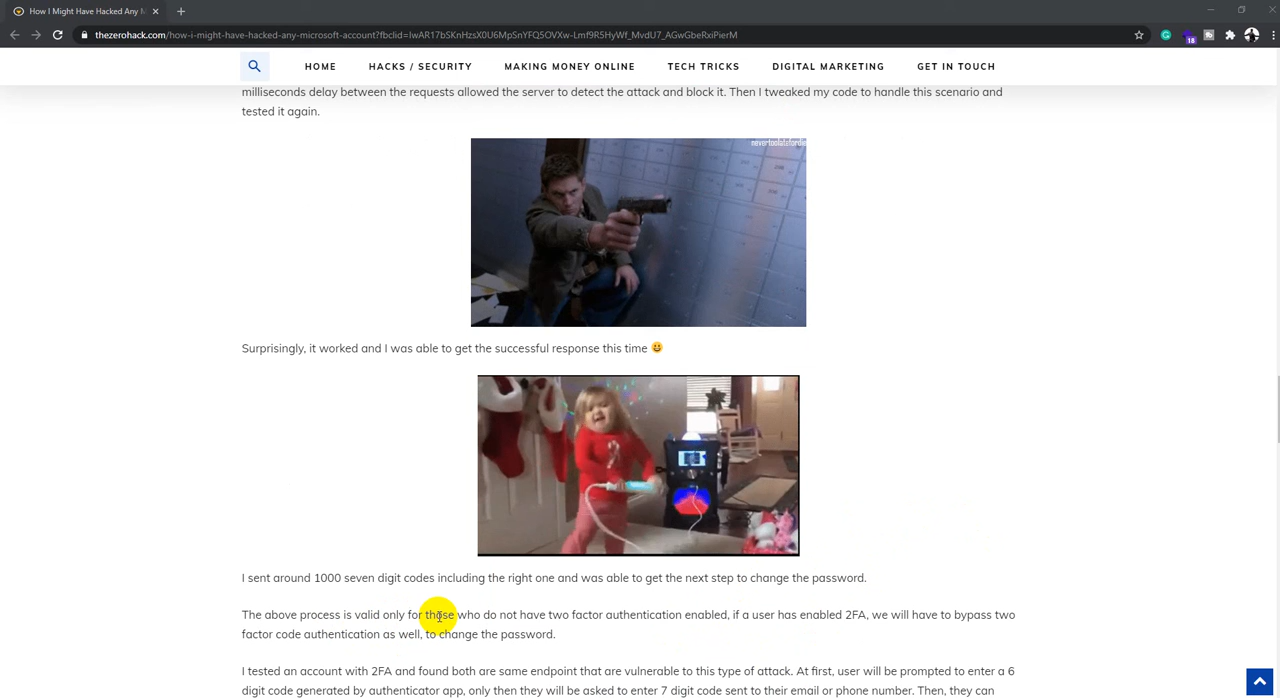 How I Might Have Hacked Any M
thezerohack.com/how-i-might-have-hacked-any-microsoft-account?fbclid=IwAR17bSKnHzsX0U6MpSnYFQ5OVXw-Lmf9R5HyWf_MvdU7_AGwGbeRxiPierM
18
HOME HACKS / SECURITY MAKING MONEY ONLINE TECH TRICKS DIGITAL MARKETING GET IN TOUCH
milliseconds delay between the requests allowed the server to detect the attack and block it. Then I tweaked my code to handle this scenario and
tested it again.
nevertoolatefordie
Surprisingly, it worked and I was able to get the successful response this time
I sent around 1000 seven digit codes including the right one and was able to get the next step to change the password.
The above process is valid only for those who do not have two factor authentication enabled, if a user has enabled 2FA, we will have to bypass two
factor code authentication as well, to change the password.
I tested an account with 2FA and found both are same endpoint that are vulnerable to this type of attack. At first, user will be prompted to enter a 6
digit code generated by authenticator app, only then they will be asked to enter 7 digit code sent to their email or phone number. Then, they can